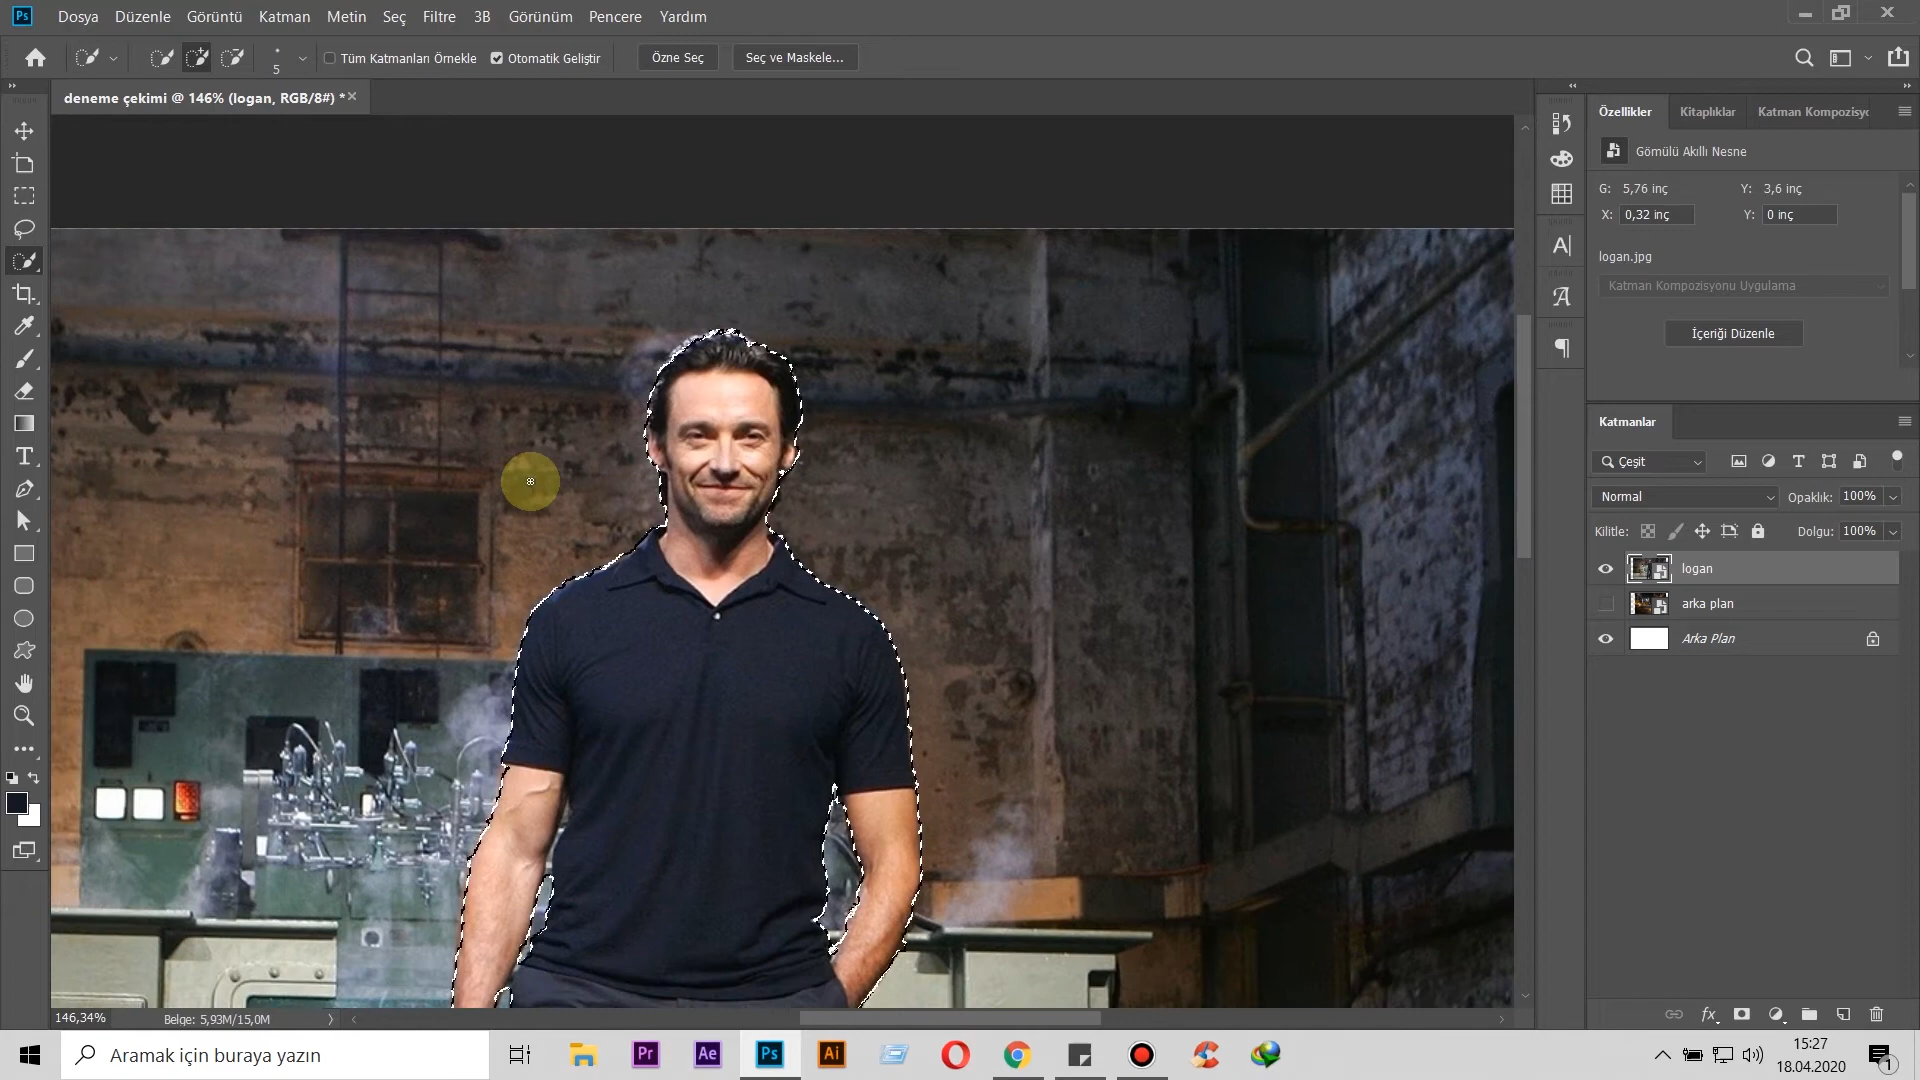 Ps Dosya Düzenle Görüntü Katman Metin Seç Filtre 3B Görünüm Pencere Yardım
5 Tüm Katmanları Örnekle Otomatik Geliştir Özne Seç Seç ve Maskele...
deneme çekimi @ 146% (logan, RGB/8#) *
Özellikler Kitaplıklar Katman Kompozisyo
Gömülü Akıllı Nesne
G: 5,76 inç Y: 3,6 inç
X: 0,32 inç Y: 0 inç
logan.jpg
Katman Kompozisyonu Uygulama
İçeriği Düzenle
Katmanlar
Çeşit
Normal Opaklık: 100%
Kilitle: Dolgu: 100%
logan
arka plan
Arka Plan
146,34% Belge: 5,93M/15,0M
fx
Aramak için buraya yazın
Pr Ae Ps Ai
15:27
18.04.2020
1